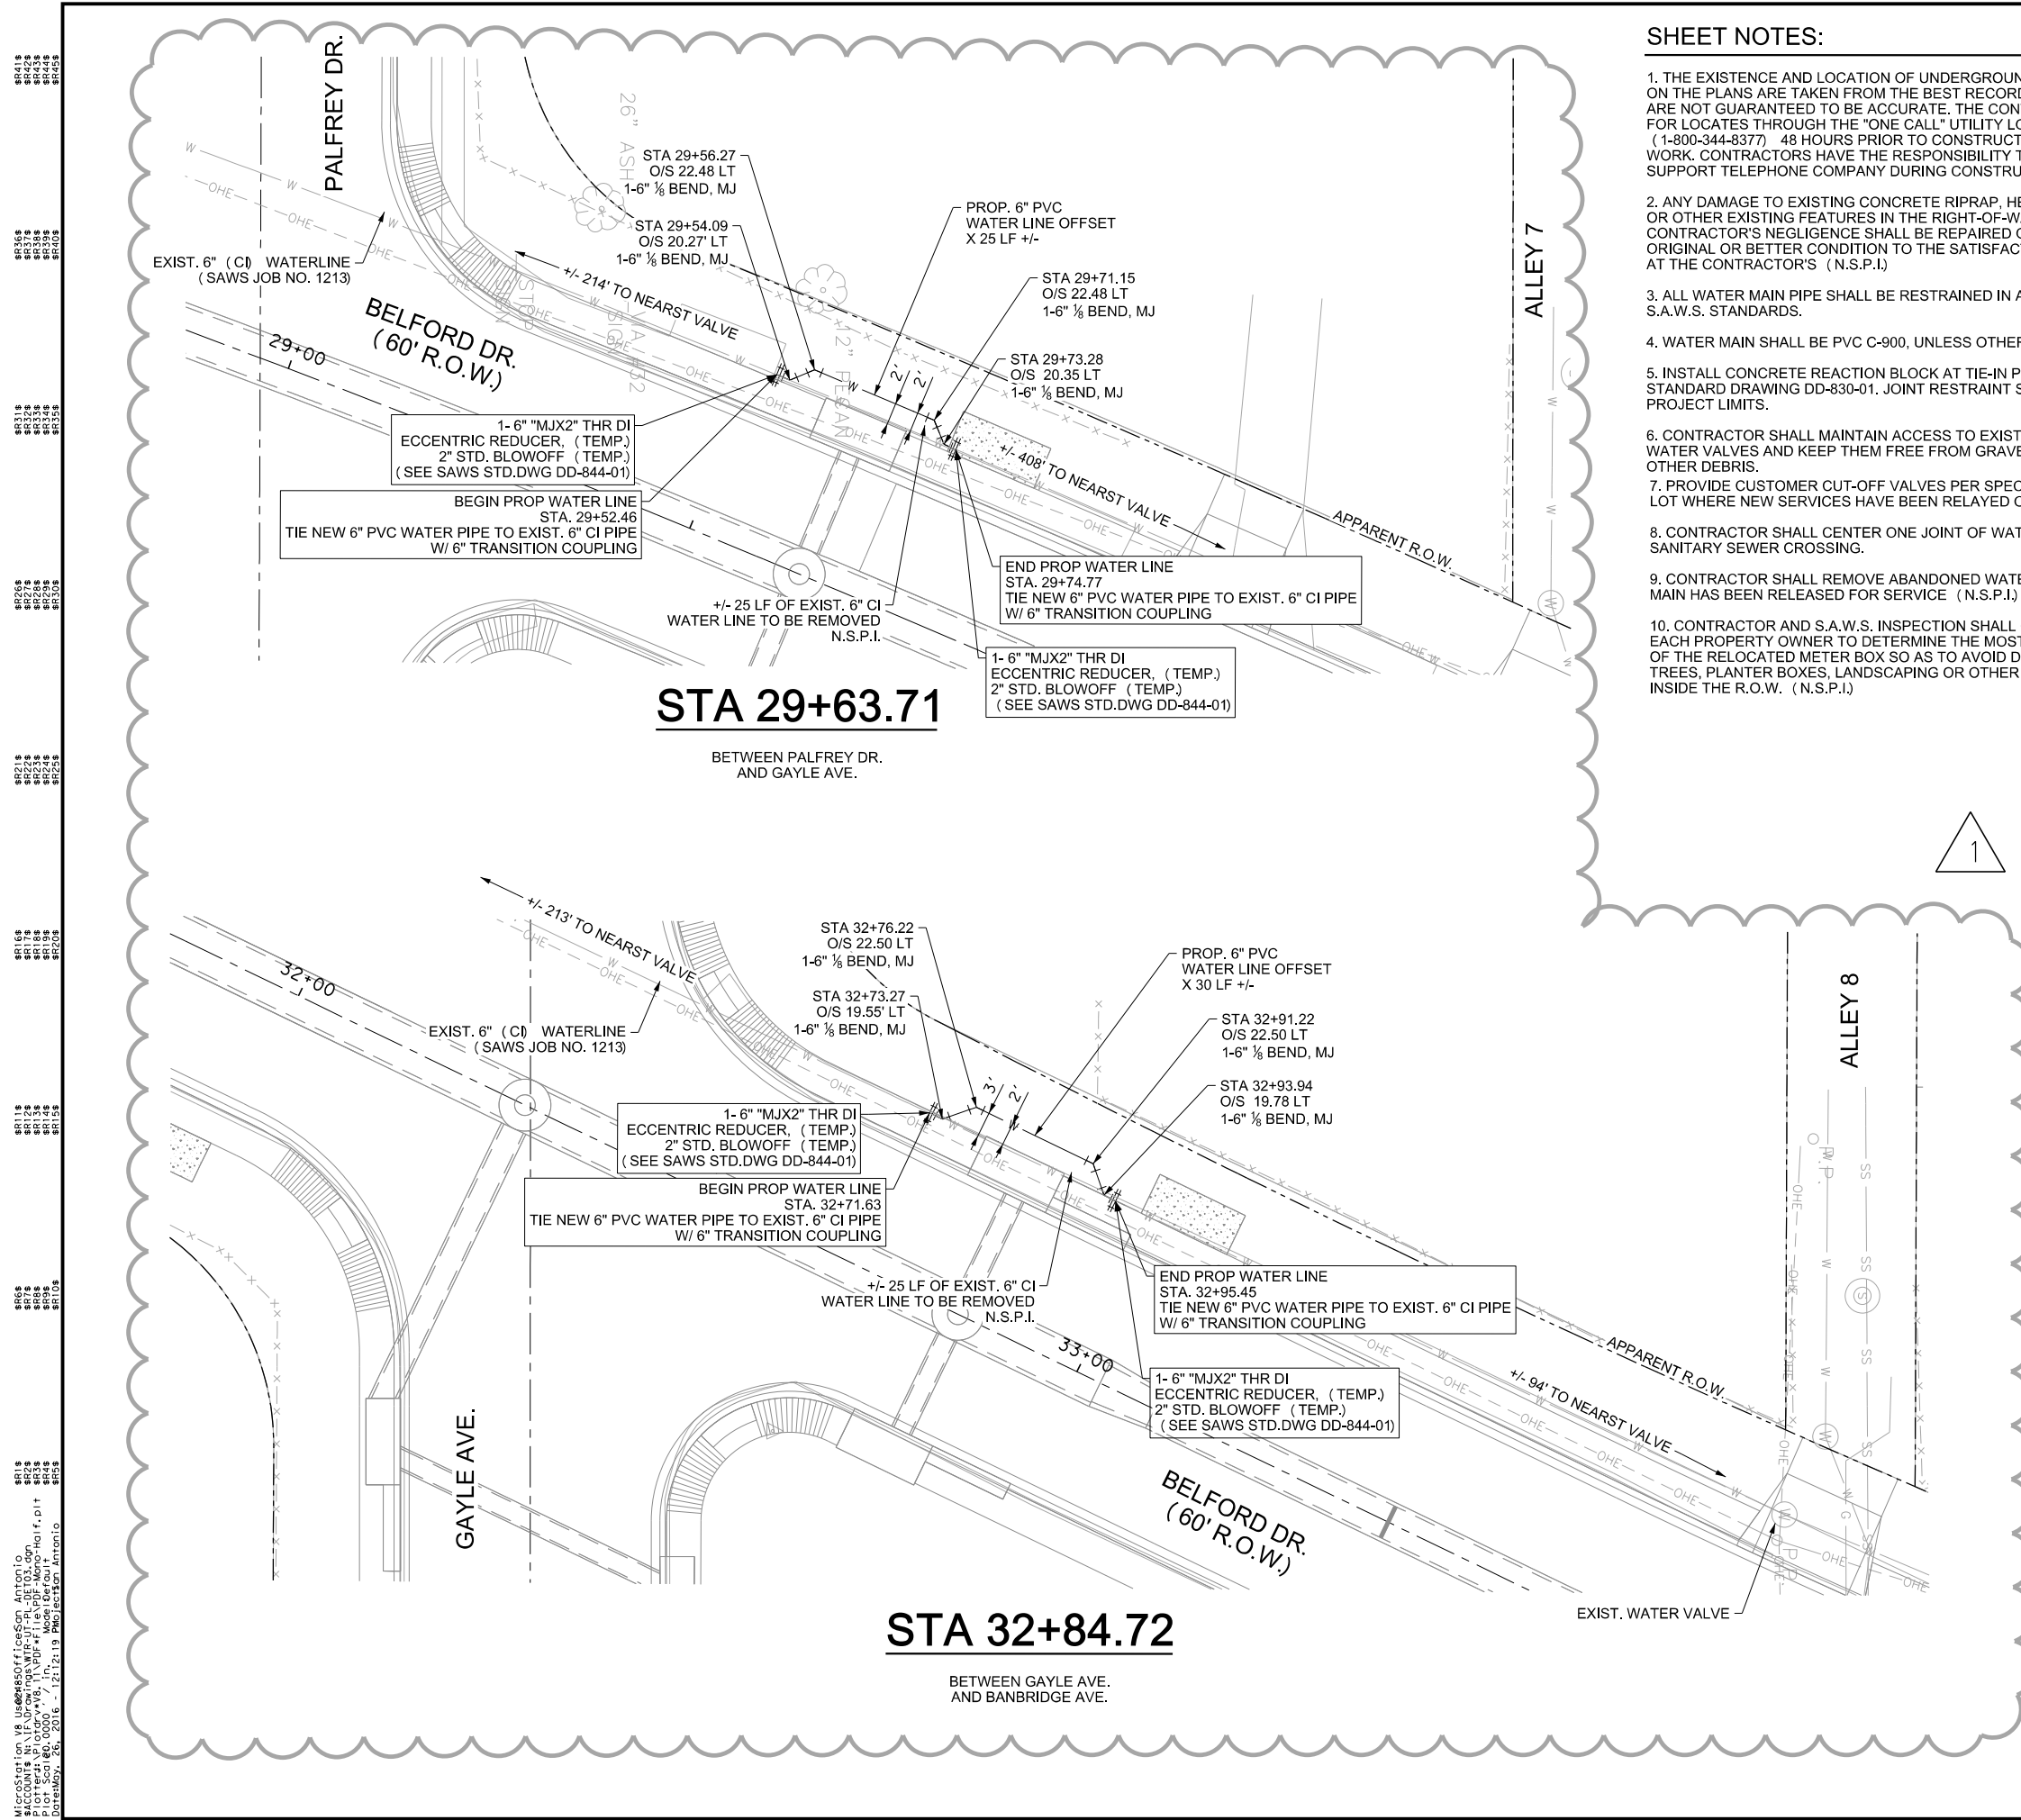 SHEET NOTES:
1. THE EXISTENCE AND LOCATION OF UNDERGROUN
ON THE PLANS ARE TAKEN FROM THE BEST RECORD
ARE NOT GUARANTEED TO BE ACCURATE. THE CON
FOR LOCATES THROUGH THE "ONE CALL" UTILITY LO
(1-800-344-8377) 48 HOURS PRIOR TO CONSTRUCT
WORK. CONTRACTORS HAVE THE RESPONSIBILITY T
SUPPORT TELEPHONE COMPANY DURING CONSTRU
2. ANY DAMAGE TO EXISTING CONCRETE RIPRAP, HE
OR OTHER EXISTING FEATURES IN THE RIGHT-OF-W
CONTRACTOR'S NEGLIGENCE SHALL BE REPAIRED O
ORIGINAL OR BETTER CONDITION TO THE SATISFAC
AT THE CONTRACTOR'S (N.S.P.I.)
3. ALL WATER MAIN PIPE SHALL BE RESTRAINED IN A
S.A.W.S. STANDARDS.
4. WATER MAIN SHALL BE PVC C-900, UNLESS OTHER
5. INSTALL CONCRETE REACTION BLOCK AT TIE-IN P
STANDARD DRAWING DD-830-01. JOINT RESTRAINT S
PROJECT LIMITS.
6. CONTRACTOR SHALL MAINTAIN ACCESS TO EXIST
WATER VALVES AND KEEP THEM FREE FROM GRAVE
OTHER DEBRIS.
7. PROVIDE CUSTOMER CUT-OFF VALVES PER SPEC
LOT WHERE NEW SERVICES HAVE BEEN RELAYED O
8. CONTRACTOR SHALL CENTER ONE JOINT OF WAT
SANITARY SEWER CROSSING.
9. CONTRACTOR SHALL REMOVE ABANDONED WATE
MAIN HAS BEEN RELEASED FOR SERVICE (N.S.P.I.)
10. CONTRACTOR AND S.A.W.S. INSPECTION SHALL
EACH PROPERTY OWNER TO DETERMINE THE MOST
OF THE RELOCATED METER BOX SO AS TO AVOID D
TREES, PLANTER BOXES, LANDSCAPING OR OTHER
INSIDE THE R.O.W. (N.S.P.I.)
1
PALFREY DR.
ALLEY 7
26" ASH
12" PECAN
STOP
SIGN
STA 29+56.27
O/S 22.48 LT
1-6" ⅛ BEND, MJ
STA 29+54.09
O/S 20.27' LT
1-6" ⅛ BEND, MJ
PROP. 6" PVC
WATER LINE OFFSET
X 25 LF +/-
STA 29+71.15
O/S 22.48 LT
1-6" ⅛ BEND, MJ
STA 29+73.28
O/S 20.35 LT
1-6" ⅛ BEND, MJ
EXIST. 6" (CI) WATERLINE
(SAWS JOB NO. 1213)
+/- 214' TO NEARST VALVE
BELFORD DR.
(60' R.O.W.)
29+00
2'
2'
1- 6" "MJX2" THR DI
ECCENTRIC REDUCER, (TEMP.)
2" STD. BLOWOFF (TEMP.)
(SEE SAWS STD.DWG DD-844-01)
BEGIN PROP WATER LINE
STA. 29+52.46
TIE NEW 6" PVC WATER PIPE TO EXIST. 6" CI PIPE
W/ 6" TRANSITION COUPLING
+/- 408' TO NEARST VALVE
APPARENT R.O.W.
END PROP WATER LINE
STA. 29+74.77
TIE NEW 6" PVC WATER PIPE TO EXIST. 6" CI PIPE
W/ 6" TRANSITION COUPLING
+/- 25 LF OF EXIST. 6" CI
WATER LINE TO BE REMOVED
N.S.P.I.
1- 6" "MJX2" THR DI
ECCENTRIC REDUCER, (TEMP.)
2" STD. BLOWOFF (TEMP.)
(SEE SAWS STD.DWG DD-844-01)
STA 29+63.71
BETWEEN PALFREY DR.
AND GAYLE AVE.
+/- 213' TO NEARST VALVE
32+00
STA 32+76.22
O/S 22.50 LT
1-6" ⅛ BEND, MJ
STA 32+73.27
O/S 19.55' LT
1-6" ⅛ BEND, MJ
PROP. 6" PVC
WATER LINE OFFSET
X 30 LF +/-
STA 32+91.22
O/S 22.50 LT
1-6" ⅛ BEND, MJ
STA 32+93.94
O/S 19.78 LT
1-6" ⅛ BEND, MJ
ALLEY 8
EXIST. 6" (CI) WATERLINE
(SAWS JOB NO. 1213)
3'
2'
1- 6" "MJX2" THR DI
ECCENTRIC REDUCER, (TEMP.)
2" STD. BLOWOFF (TEMP.)
(SEE SAWS STD.DWG DD-844-01)
BEGIN PROP WATER LINE
STA. 32+71.63
TIE NEW 6" PVC WATER PIPE TO EXIST. 6" CI PIPE
W/ 6" TRANSITION COUPLING
+/- 25 LF OF EXIST. 6" CI
WATER LINE TO BE REMOVED
N.S.P.I.
END PROP WATER LINE
STA. 32+95.45
TIE NEW 6" PVC WATER PIPE TO EXIST. 6" CI PIPE
W/ 6" TRANSITION COUPLING
33+00
1- 6" "MJX2" THR DI
ECCENTRIC REDUCER, (TEMP.)
2" STD. BLOWOFF (TEMP.)
(SEE SAWS STD.DWG DD-844-01)
APPARENT R.O.W.
+/- 94' TO NEARST VALVE
GAYLE AVE.
BELFORD DR.
(60' R.O.W.)
EXIST. WATER VALVE
STA 32+84.72
BETWEEN GAYLE AVE.
AND BANBRIDGE AVE.